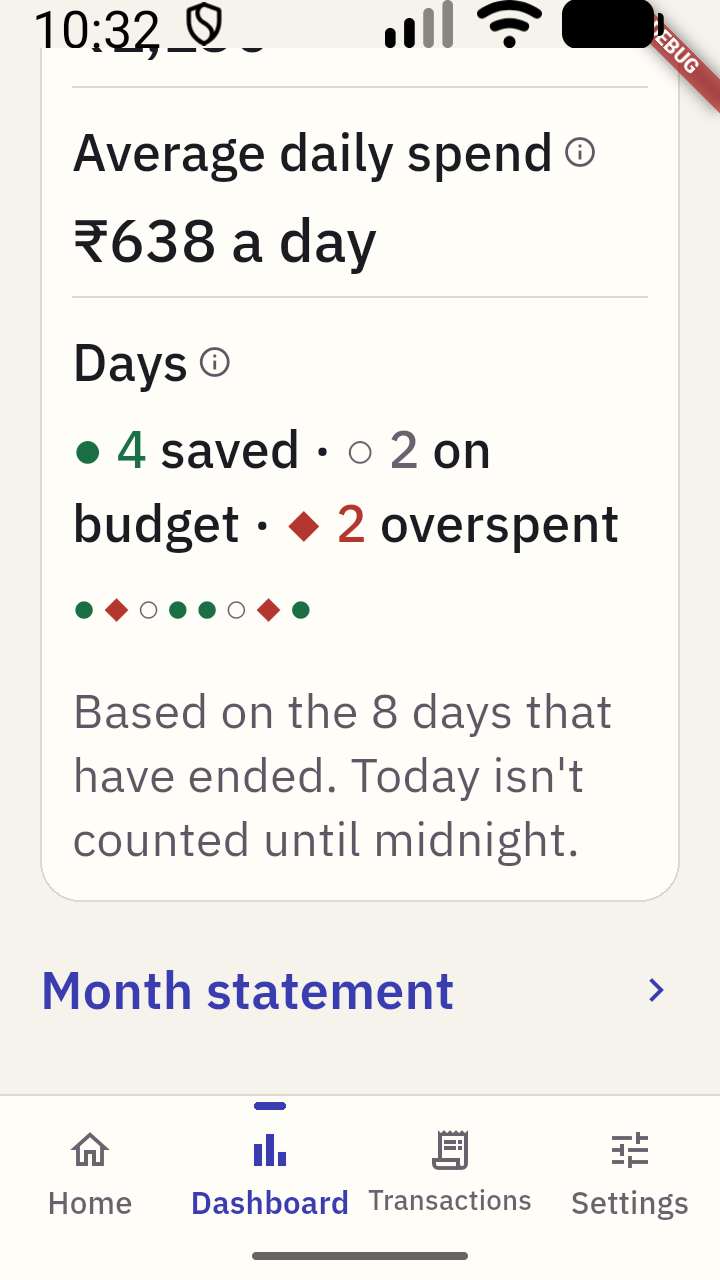 10:32
DEBUG
Average daily spend
₹638 a day
Days
● 4 saved · ○ 2 on
budget · ◆ 2 overspent
Based on the 8 days that
have ended. Today isn't
counted until midnight.
Month statement
Home
Dashboard
Transactions
Settings